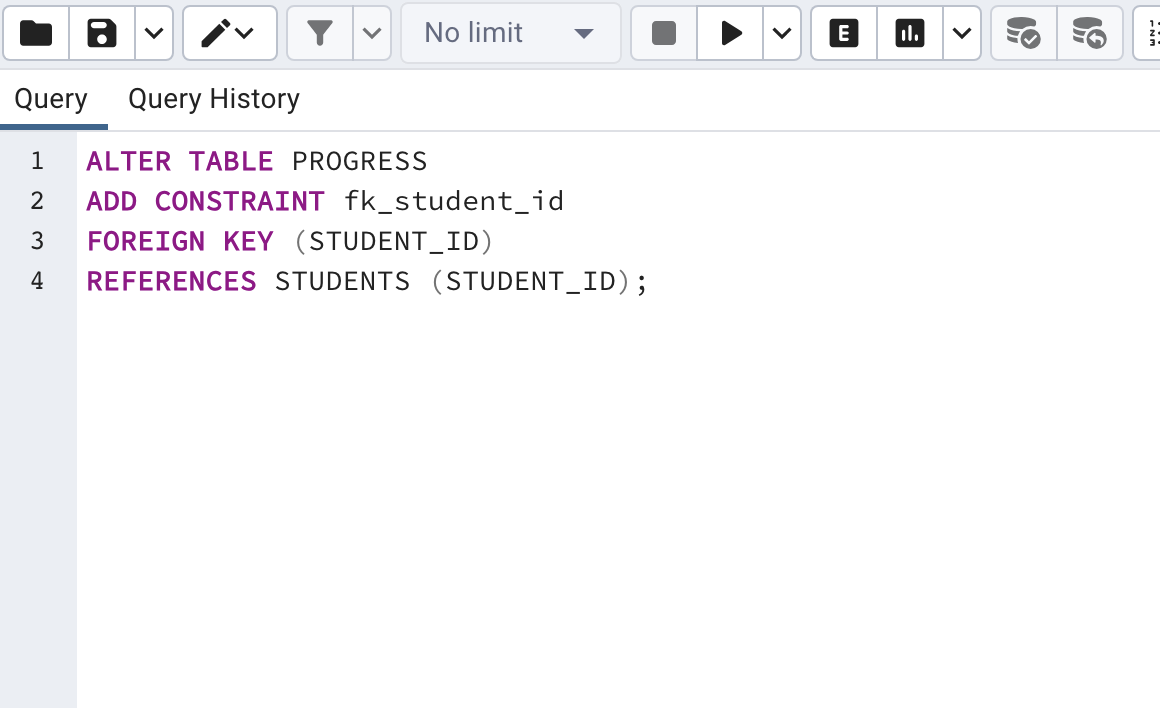 No limit
E
Query Query History
1 ALTER TABLE PROGRESS
2 ADD CONSTRAINT fk_student_id
3 FOREIGN KEY (STUDENT_ID)
4 REFERENCES STUDENTS (STUDENT_ID);